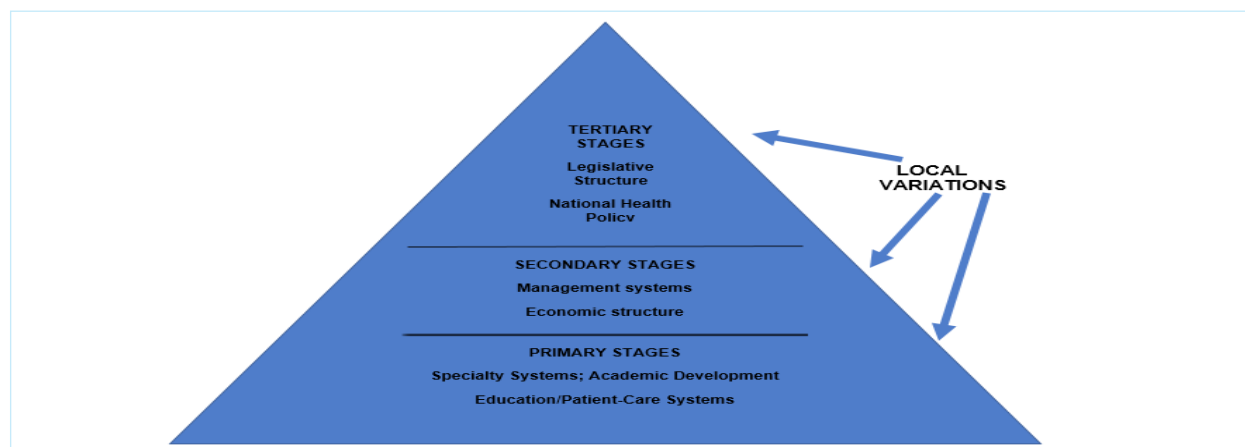 TERTIARY
STAGES
Legislative
Structure
National Health
Policy
LOCAL
VARIATIONS
SECONDARY STAGES
Management systems
Economic structure
PRIMARY STAGES
Specialty Systems; Academic Development
Education/Patient-Care Systems